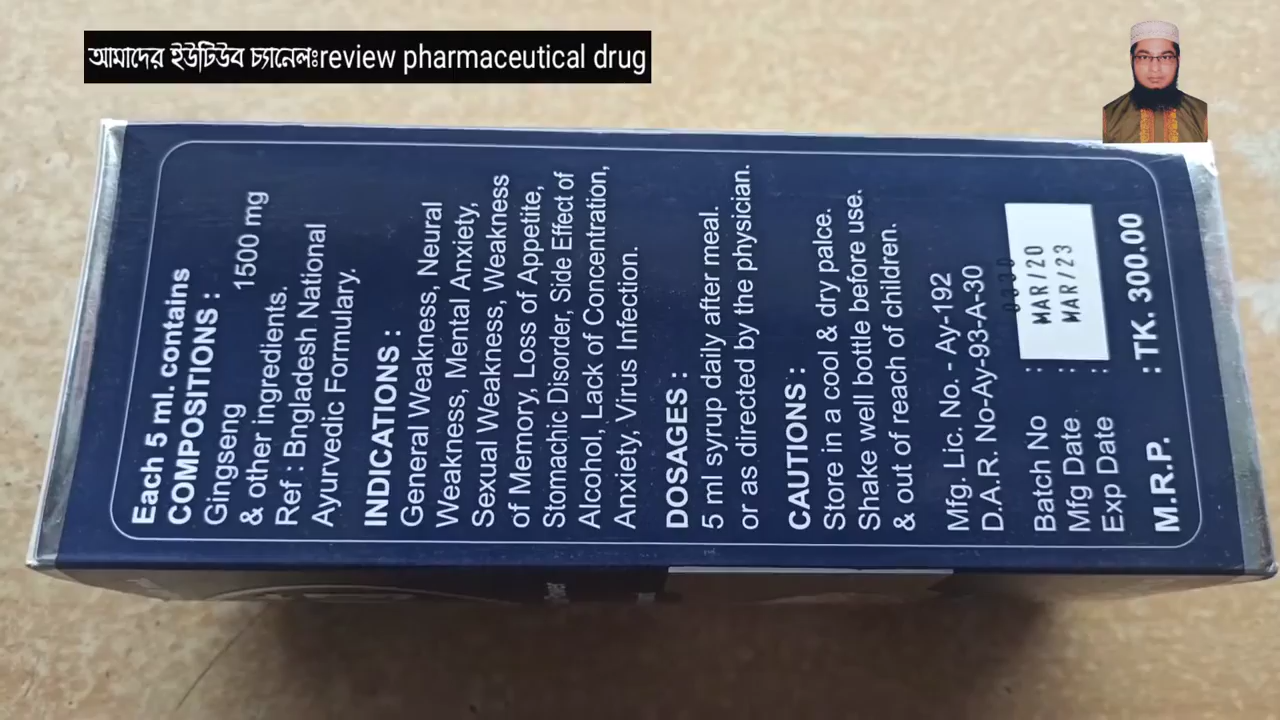 আমাদের ইউটিউব চ্যানেলঃreview pharmaceutical drug
Each 5 ml. contains
COMPOSITIONS :
Gingseng 1500 mg
& other ingredients.
Ref : Bngladesh National
Ayurvedic Formulary.
INDICATIONS :
General Weakness, Neural
Weakness, Mental Anxiety,
Sexual Weakness, Weakness
of Memory, Loss of Appetite,
Stomachic Disorder, Side Effect of
Alcohol, Lack of Concentration,
Anxiety, Virus Infection.
DOSAGES :
5 ml syrup daily after meal.
or as directed by the physician.
CAUTIONS :
Store in a cool & dry palce.
Shake well bottle before use.
& out of reach of children.
Mfg. Lic. No. - Ay-192
D.A.R. No-Ay-93-A-30
Batch No :
Mfg Date : MAR/20
Exp Date : MAR/23
M.R.P. : TK. 300.00